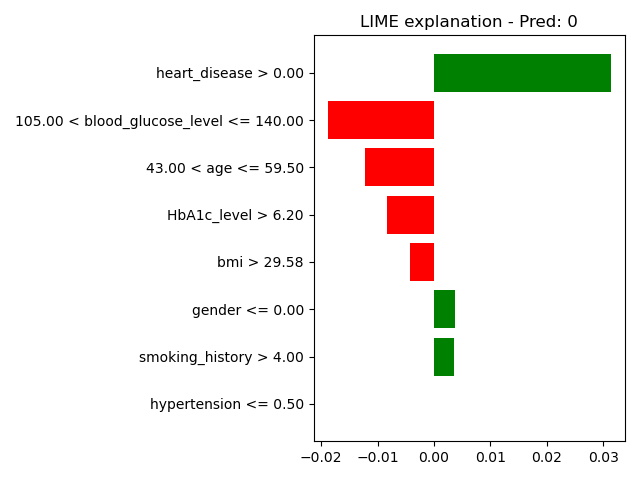 LIME explanation - Pred: 0
heart_disease > 0.00
105.00 < blood_glucose_level <= 140.00
43.00 < age <= 59.50
HbA1c_level > 6.20
bmi > 29.58
gender <= 0.00
smoking_history > 4.00
hypertension <= 0.50
−0.02 −0.01 0.00 0.01 0.02 0.03